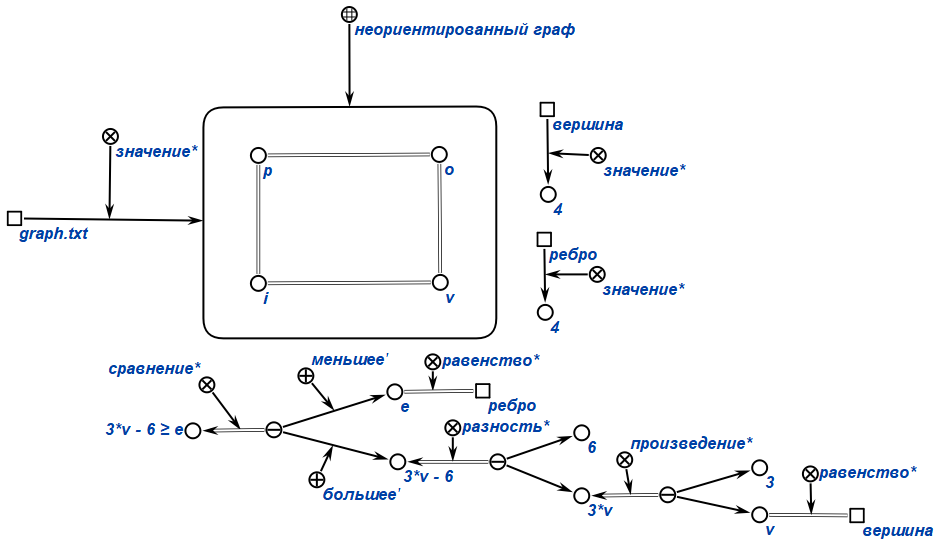 неориентированный граф
значение*
вершина
p
o
значение*
4
graph.txt
ребро
значение*
i
v
4
меньшее'
равенство*
сравнение*
e
ребро
3*v - 6 ≥ e
разность*
6
произведение*
3*v - 6
3
равенство*
большее'
3*v
v
вершина